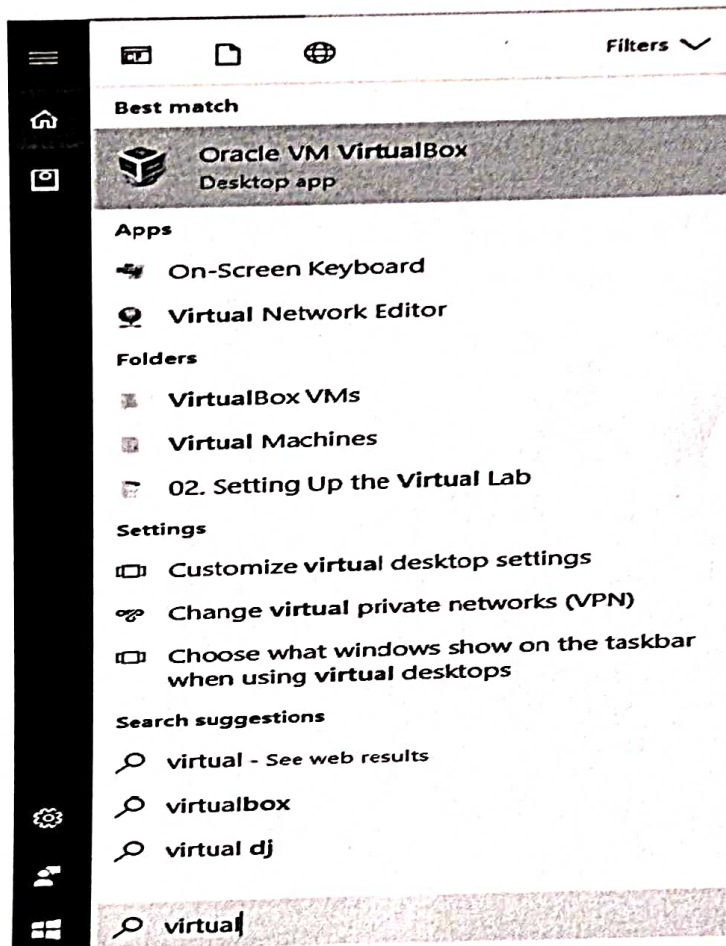 Filters
Best match
Oracle VM VirtualBox
Desktop app
Apps
On-Screen Keyboard
Virtual Network Editor
Folders
VirtualBox VMs
Virtual Machines
02. Setting Up the Virtual Lab
Settings
Customize virtual desktop settings
Change virtual private networks (VPN)
Choose what windows show on the taskbar
when using virtual desktops
Search suggestions
virtual - See web results
virtualbox
virtual dj
virtual